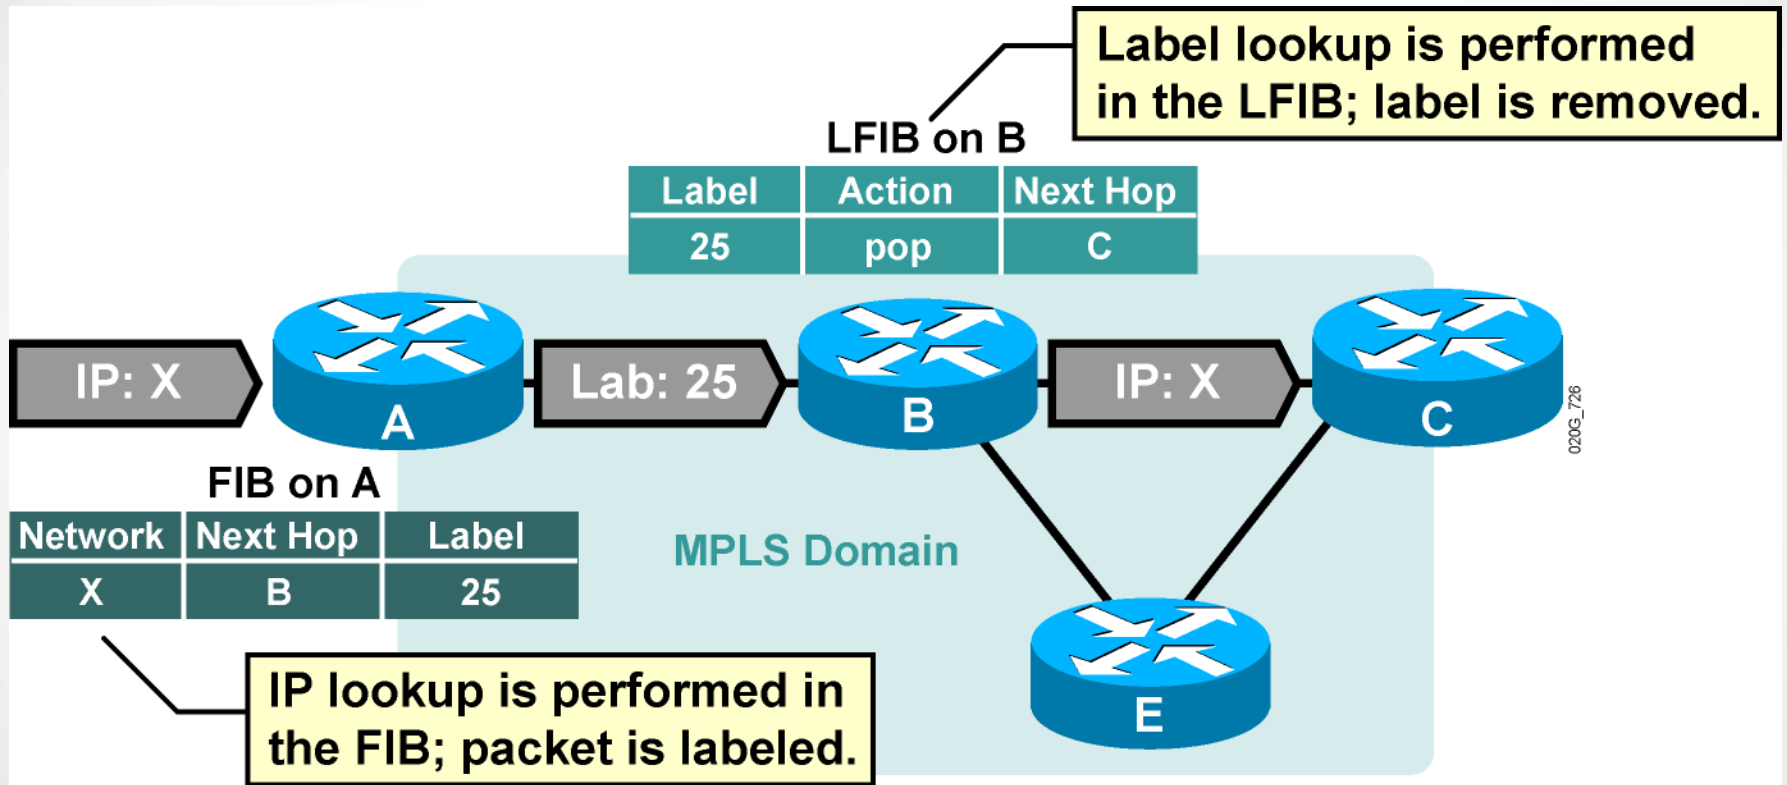 Label lookup is performed
in the LFIB; label is removed.
LFIB on B
Label Action Next Hop
25 pop C
IP: X
A
Lab: 25
B
IP: X
C
020G_726
FIB on A
Network Next Hop Label
X B 25
MPLS Domain
IP lookup is performed in
the FIB; packet is labeled.
E